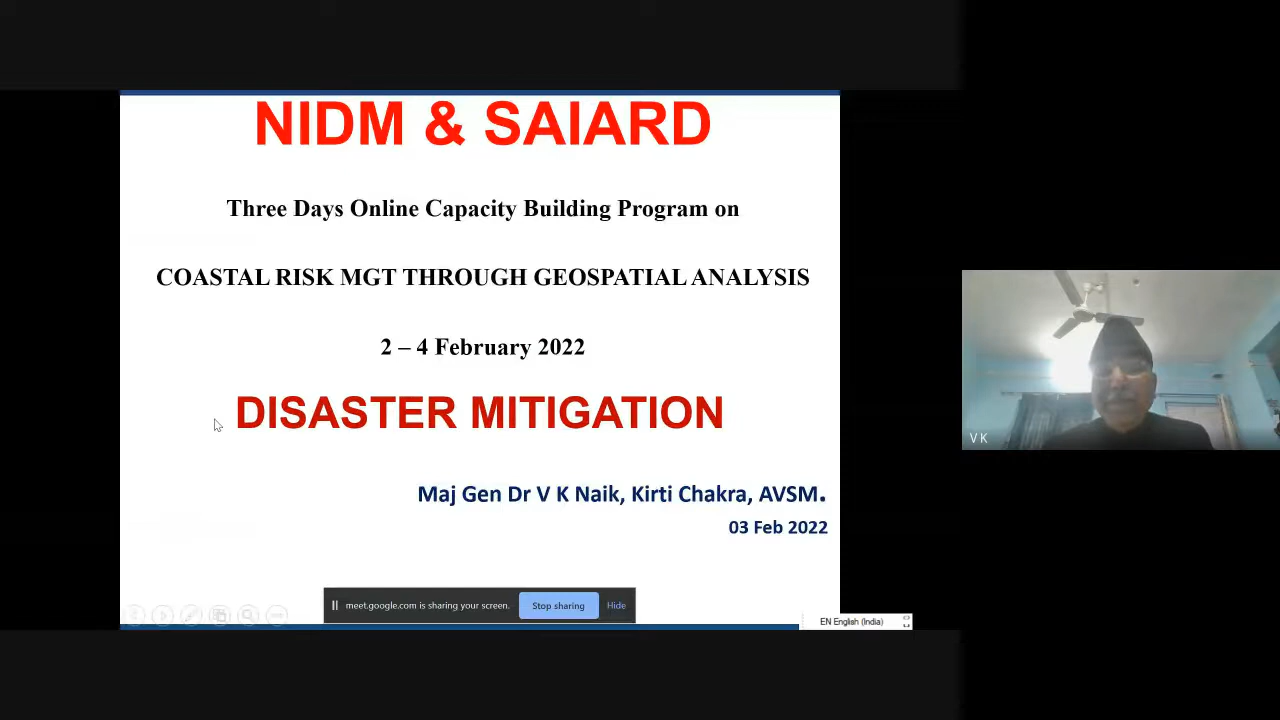 NIDM & SAIARD
Three Days Online Capacity Building Program on
COASTAL RISK MGT THROUGH GEOSPATIAL ANALYSIS
2 – 4 February 2022
DISASTER MITIGATION
Maj Gen Dr V K Naik, Kirti Chakra, AVSM.
03 Feb 2022
meet.google.com is sharing your screen.
Stop sharing
Hide
EN English (India)
V K